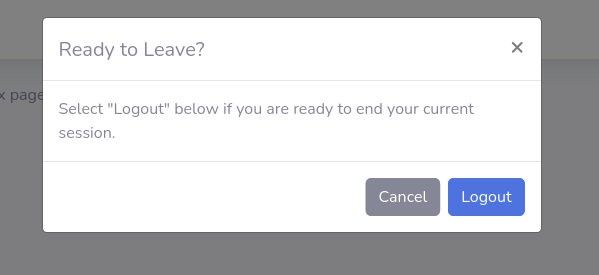 Ready to Leave?
×
x page
Select "Logout" below if you are ready to end your current
session.
Cancel
Logout